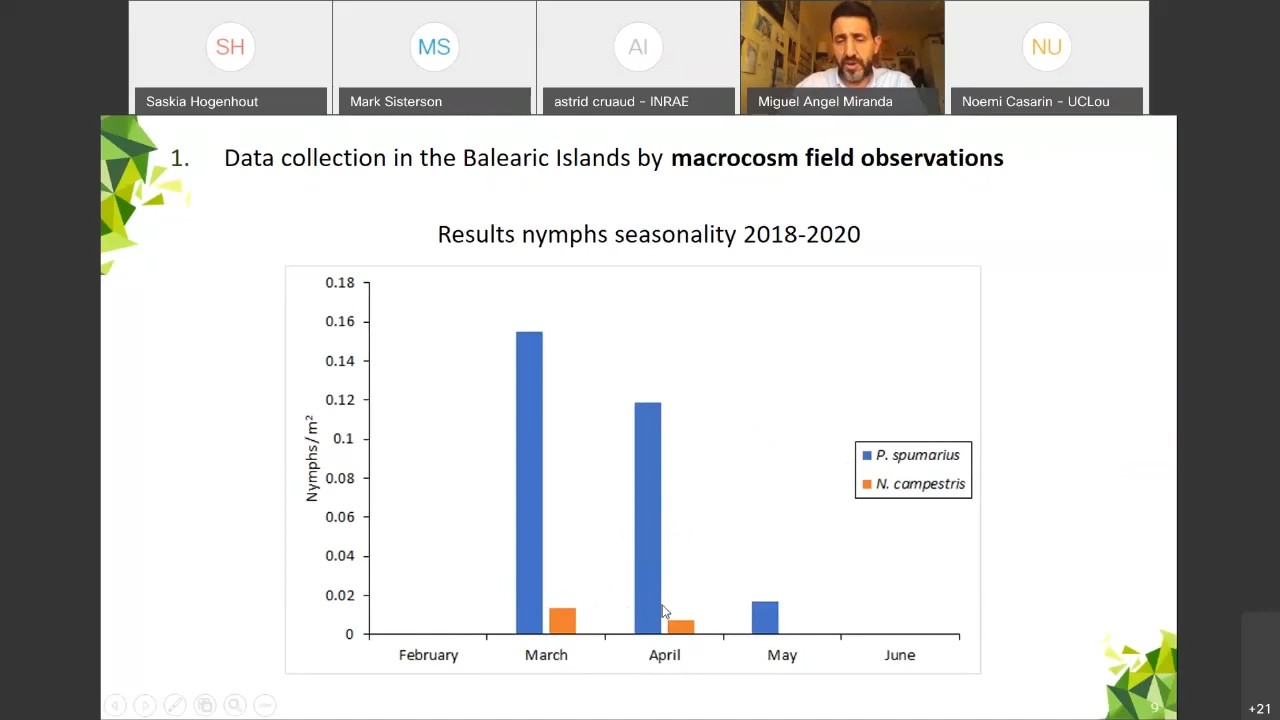 SH
MS
AI
NU
Saskia Hogenhout
Mark Sisterson
astrid cruaud - INRAE
Miguel Angel Miranda
Noemi Casarin - UCLou
1. Data collection in the Balearic Islands by macrocosm field observations
Results nymphs seasonality 2018-2020
0.18
0.16
0.14
0.12
0.1
0.08
0.06
0.04
0.02
0
Nymphs/m²
P. spumarius
N. campestris
February March April May June
9
+21